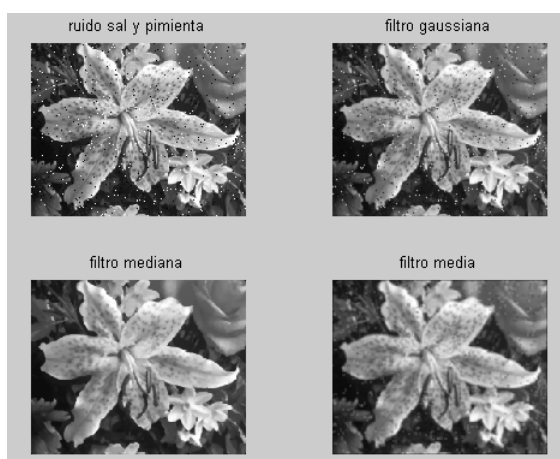 ruido sal y pimienta
filtro gaussiana
filtro mediana
filtro media